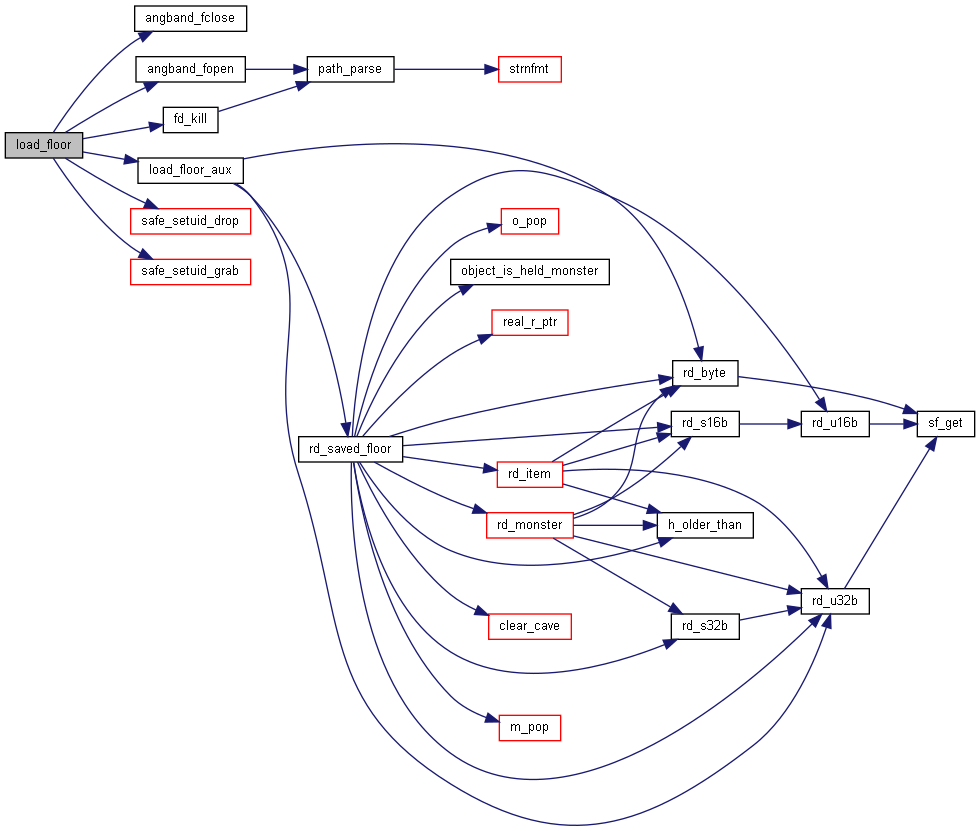 angband_fclose
angband_fopen
path_parse
strnfmt
fd_kill
load_floor
load_floor_aux
safe_setuid_drop
o_pop
safe_setuid_grab
object_is_held_monster
real_r_ptr
rd_byte
rd_s16b
rd_u16b
sf_get
rd_saved_floor
rd_item
rd_monster
h_older_than
rd_u32b
clear_cave
rd_s32b
m_pop